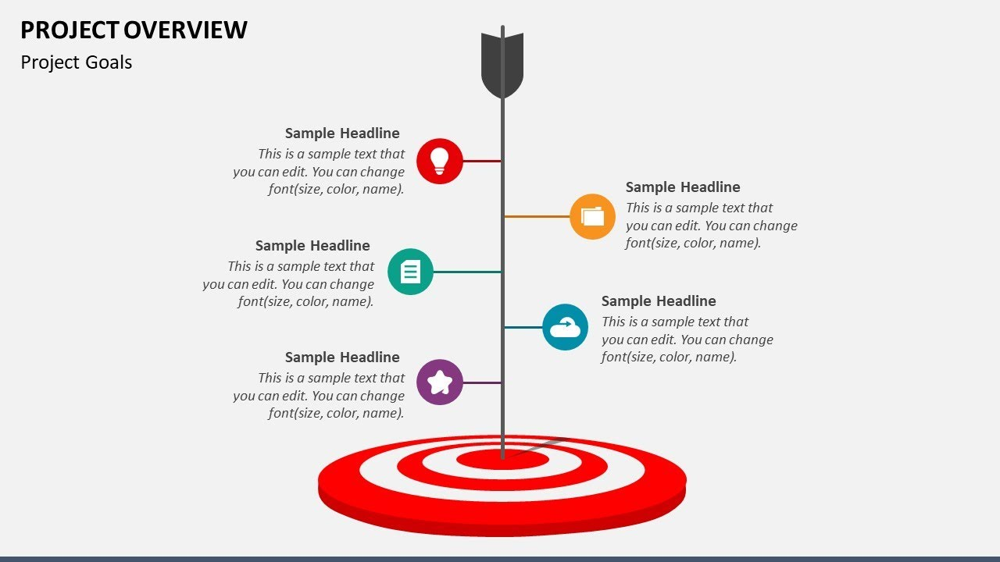 PROJECT OVERVIEW
Project Goals
Sample Headline
This is a sample text that
you can edit. You can change
font(size, color, name).
Sample Headline
This is a sample text that
you can edit. You can change
font(size, color, name).
Sample Headline
This is a sample text that
you can edit. You can change
font(size, color, name).
Sample Headline
This is a sample text that
you can edit. You can change
font(size, color, name).
Sample Headline
This is a sample text that
you can edit. You can change
font(size, color, name).